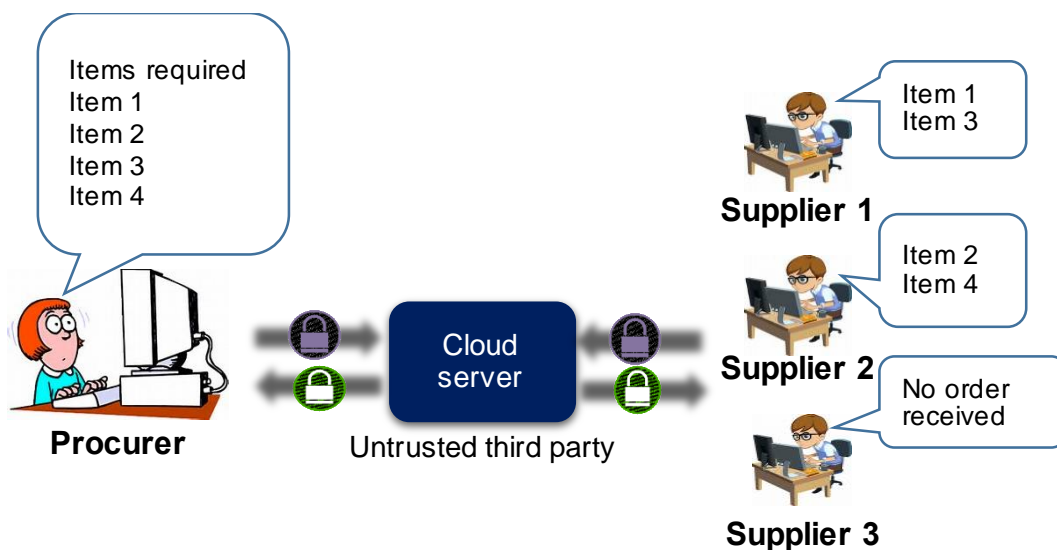 Items required
Item 1
Item 2
Item 3
Item 4
Procurer
Cloud
server
Untrusted third party
Item 1
Item 3
Supplier 1
Item 2
Item 4
Supplier 2
No order
received
Supplier 3